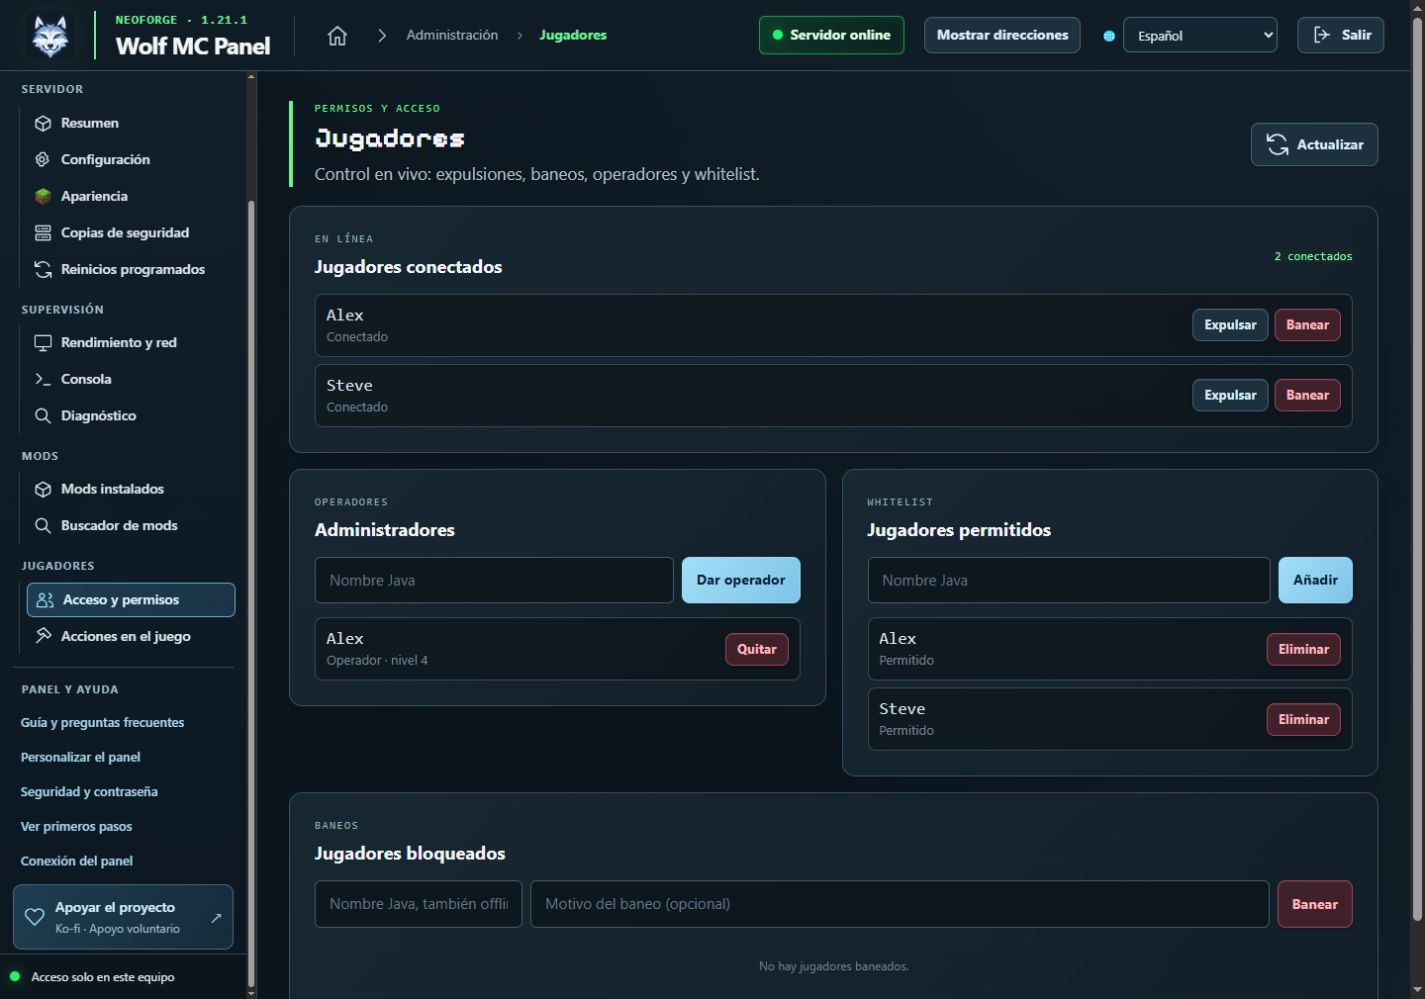 NEOFORGE · 1.21.1
Wolf MC Panel
Administración
Jugadores
Servidor online
Mostrar direcciones
Español
Salir
SERVIDOR
Resumen
Configuración
Apariencia
Copias de seguridad
Reinicios programados
SUPERVISIÓN
Rendimiento y red
Consola
Diagnóstico
MODS
Mods instalados
Buscador de mods
JUGADORES
Acceso y permisos
Acciones en el juego
PANEL Y AYUDA
Guía y preguntas frecuentes
Personalizar el panel
Seguridad y contraseña
Ver primeros pasos
Conexión del panel
Apoyar el proyecto
Ko-fi · Apoyo voluntario
Acceso solo en este equipo
PERMISOS Y ACCESO
Jugadores
Control en vivo: expulsiones, baneos, operadores y whitelist.
Actualizar
EN LÍNEA
Jugadores conectados
2 conectados
Alex
Conectado
Expulsar
Banear
Steve
Conectado
Expulsar
Banear
OPERADORES
Administradores
Nombre Java
Dar operador
Alex
Operador · nivel 4
Quitar
WHITELIST
Jugadores permitidos
Nombre Java
Añadir
Alex
Permitido
Eliminar
Steve
Permitido
Eliminar
BANEOS
Jugadores bloqueados
Nombre Java, también offli
Motivo del baneo (opcional)
Banear
No hay jugadores baneados.